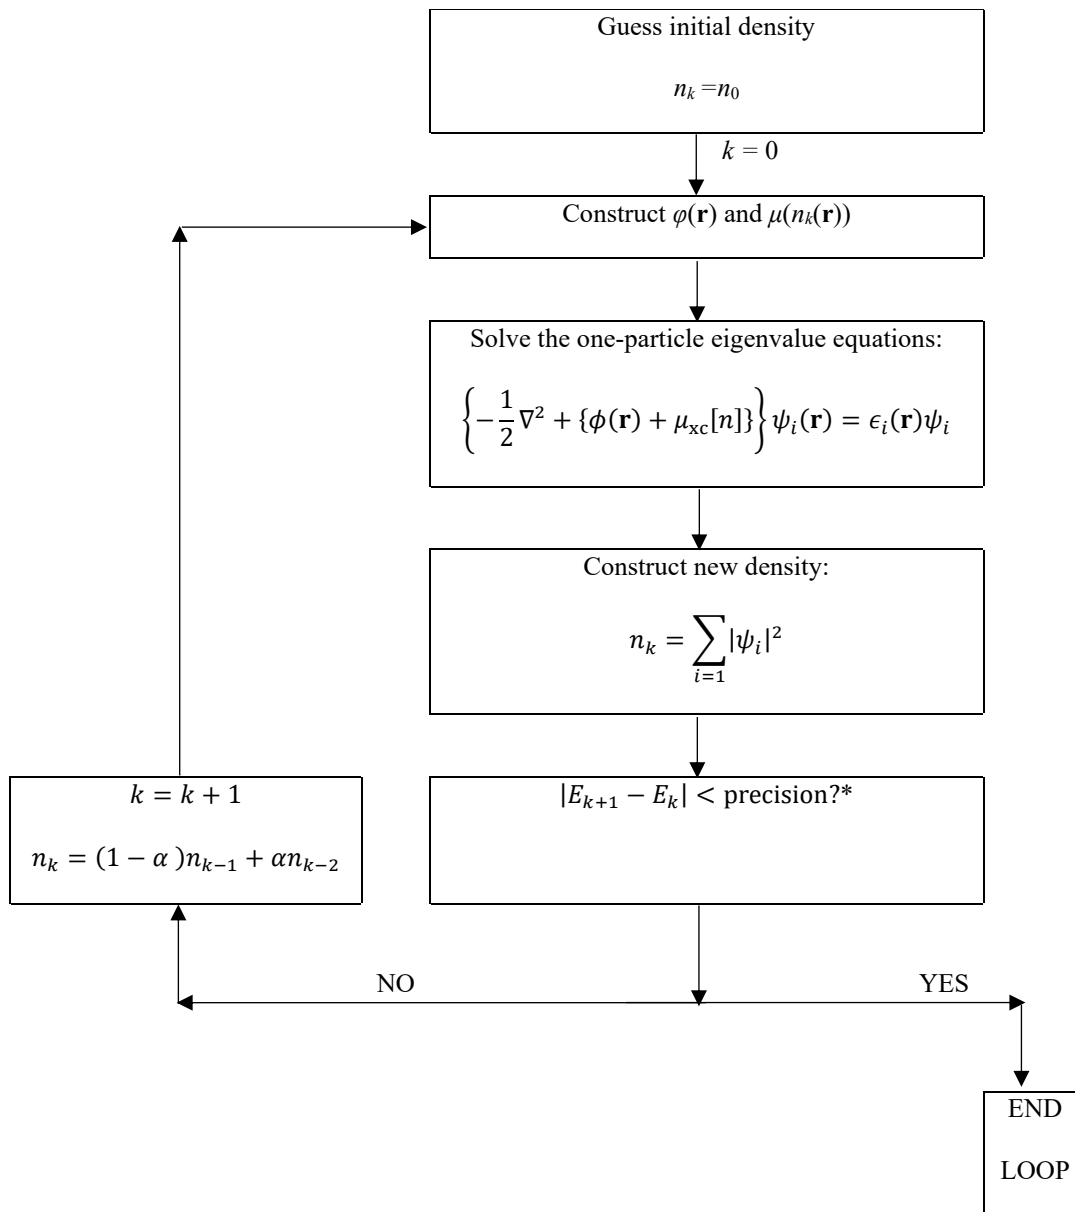 Guess initial density
n_k =n_0
k = 0
Construct φ(r) and μ(n_k(r))
Solve the one-particle eigenvalue equations:
{−1/2 ∇² + {ϕ(r) + μ_xc[n]}} ψ_i(r) = ϵ_i(r)ψ_i
Construct new density:
n_k = ∑_{i=1} |ψ_i|²
|E_{k+1} − E_k| < precision?*
k = k + 1
n_k = (1 − α )n_{k−1} + αn_{k−2}
NO
YES
END
LOOP